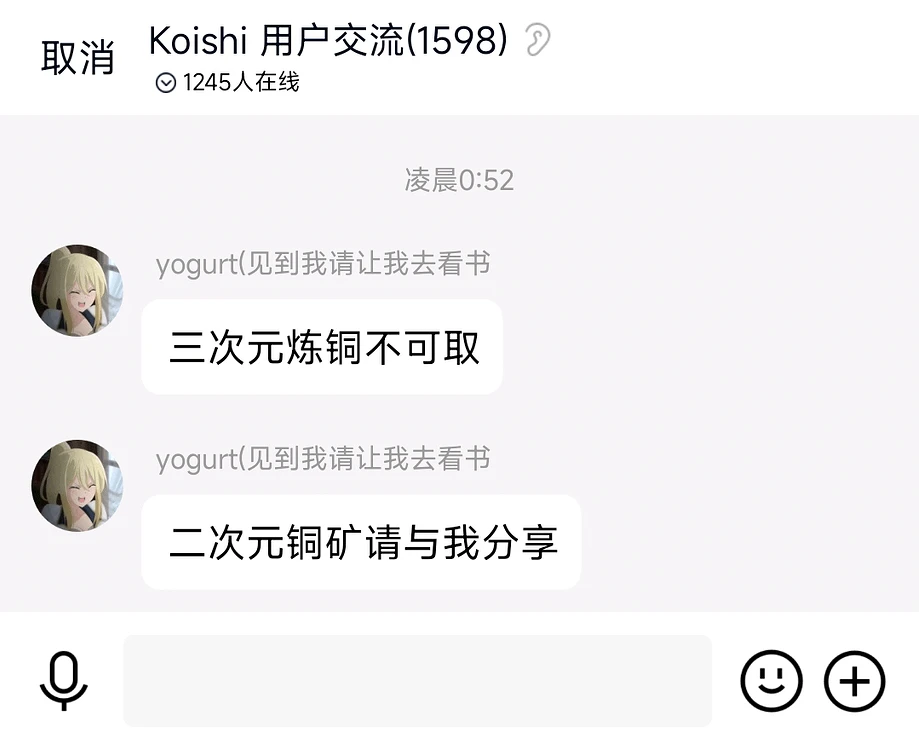 取消
Koishi 用户交流(1598)
1245人在线
凌晨0:52
yogurt(见到我请让我去看书
三次元炼铜不可取
yogurt(见到我请让我去看书
二次元铜矿请与我分享